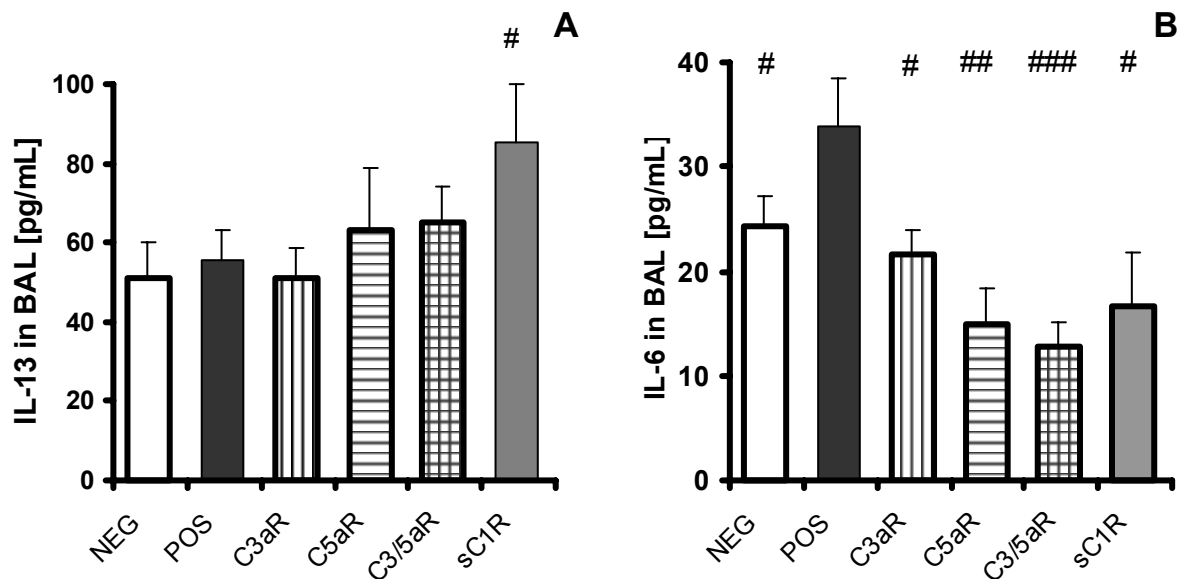 A
#
IL-13 in BAL [pg/mL]
100
80
60
40
20
0
NEG
POS
C3aR
C5aR
C3/5aR
sC1R
B
# # ## ### #
IL-6 in BAL [pg/mL]
40
30
20
10
0
NEG
POS
C3aR
C5aR
C3/5aR
sC1R